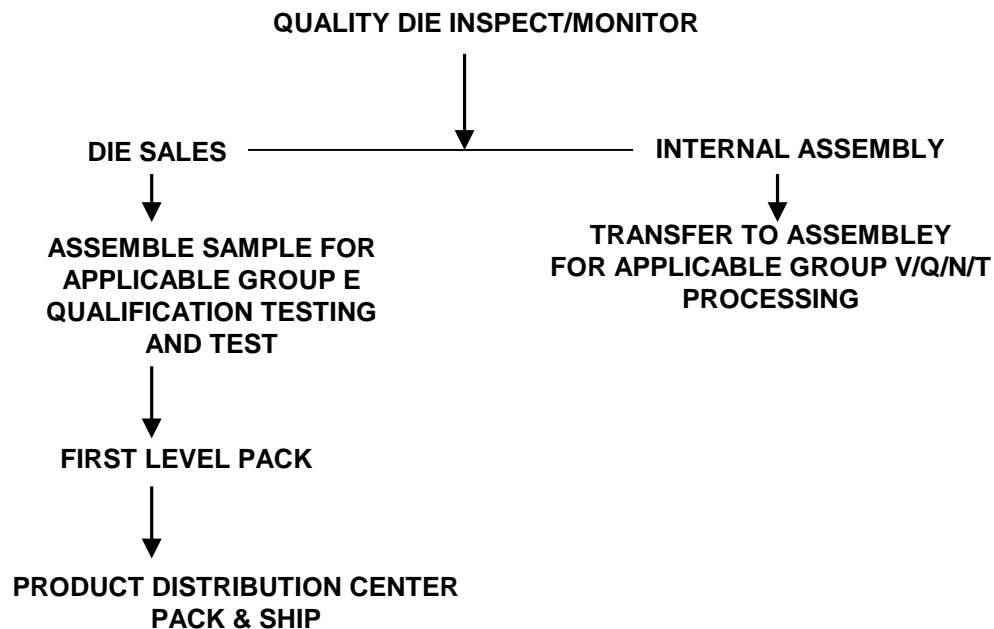 QUALITY DIE INSPECT/MONITOR
DIE SALES
INTERNAL ASSEMBLY
ASSEMBLE SAMPLE FOR
APPLICABLE GROUP E
QUALIFICATION TESTING
AND TEST
TRANSFER TO ASSEMBLEY
FOR APPLICABLE GROUP V/Q/N/T
PROCESSING
FIRST LEVEL PACK
PRODUCT DISTRIBUTION CENTER
PACK & SHIP